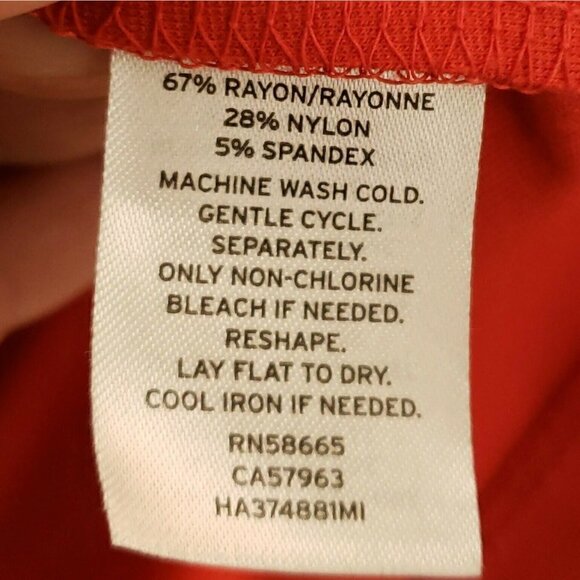 67% RAYON/RAYONNE
28% NYLON
5% SPANDEX
MACHINE WASH COLD.
GENTLE CYCLE.
SEPARATELY.
ONLY NON-CHLORINE
BLEACH IF NEEDED.
RESHAPE.
LAY FLAT TO DRY.
COOL IRON IF NEEDED.
RN58665
CA57963
HA374881MI